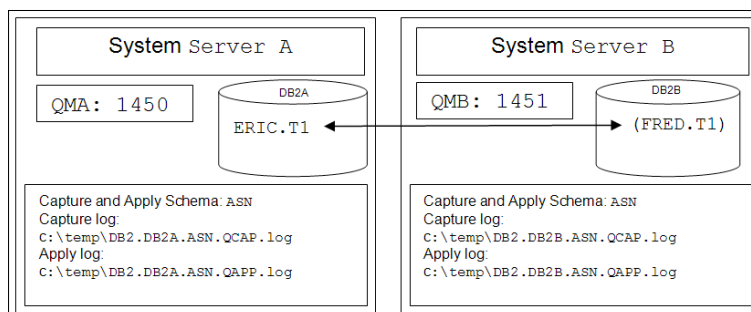 System Server A
QMA: 1450
DB2A
ERIC.T1
Capture and Apply Schema: ASN
Capture log:
C:\temp\DB2.DB2A.ASN.QCAP.log
Apply log:
C:\temp\DB2.DB2A.ASN.QAPP.log
System Server B
QMB: 1451
DB2B
(FRED.T1)
Capture and Apply Schema: ASN
Capture log:
C:\temp\DB2.DB2B.ASN.QCAP.log
Apply log:
C:\temp\DB2.DB2B.ASN.QAPP.log